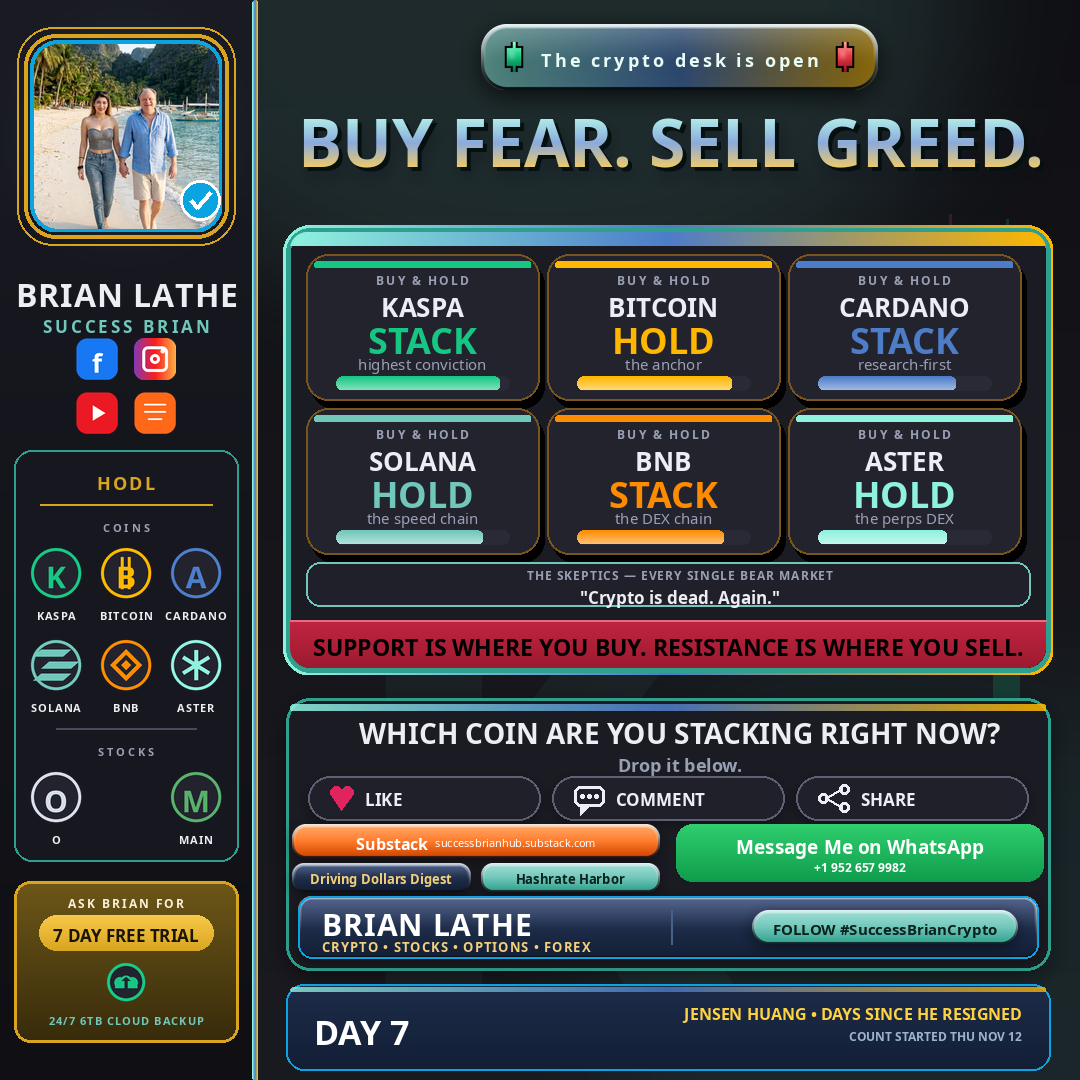 BRIAN LATHE
SUCCESS BRIAN
f
HODL
COINS
K B A
KASPA BITCOIN CARDANO
SOLANA BNB ASTER
STOCKS
O M
O MAIN
ASK BRIAN FOR
7 DAY FREE TRIAL
24/7 6TB CLOUD BACKUP
The crypto desk is open
BUY FEAR. SELL GREED.
BUY & HOLD
KASPA
STACK
highest conviction
BUY & HOLD
BITCOIN
HOLD
the anchor
BUY & HOLD
CARDANO
STACK
research-first
BUY & HOLD
SOLANA
HOLD
the speed chain
BUY & HOLD
BNB
STACK
the DEX chain
BUY & HOLD
ASTER
HOLD
the perps DEX
THE SKEPTICS — EVERY SINGLE BEAR MARKET
"Crypto is dead. Again."
SUPPORT IS WHERE YOU BUY. RESISTANCE IS WHERE YOU SELL.
WHICH COIN ARE YOU STACKING RIGHT NOW?
Drop it below.
LIKE COMMENT SHARE
Substack successbrianhub.substack.com
Driving Dollars Digest Hashrate Harbor
Message Me on WhatsApp
+1 952 657 9982
BRIAN LATHE
CRYPTO • STOCKS • OPTIONS • FOREX
FOLLOW #SuccessBrianCrypto
DAY 7
JENSEN HUANG • DAYS SINCE HE RESIGNED
COUNT STARTED THU NOV 12